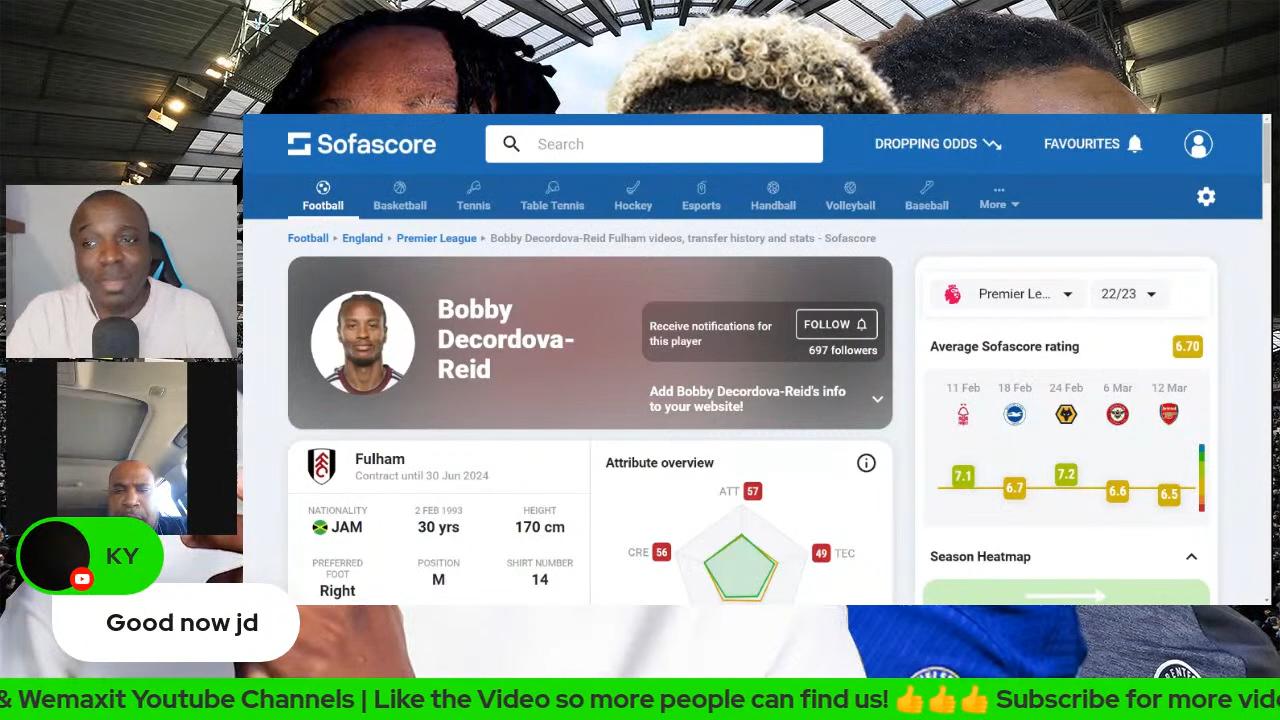 Sofascore
Search
DROPPING ODDS
FAVOURITES
Football
Basketball
Tennis
Table Tennis
Hockey
Esports
Handball
Volleyball
Baseball
More
Football England Premier League Bobby Decordova-Reid Fulham videos, transfer history and stats - Sofascore
Bobby
Decordova-
Reid
Receive notifications for
this player
FOLLOW
697 followers
Add Bobby Decordova-Reid's info
to your website!
Fulham
Contract until 30 Jun 2024
NATIONALITY
JAM
2 FEB 1993
30 yrs
HEIGHT
170 cm
PREFERRED
FOOT
Right
POSITION
M
SHIRT NUMBER
14
Attribute overview
ATT 57
CRE 56
49 TEC
Premier Le...
22/23
Average Sofascore rating
6.70
11 Feb
18 Feb
24 Feb
6 Mar
12 Mar
7.1
6.7
7.2
6.6
6.5
Season Heatmap
KY
Good now jd
& Wemaxit Youtube Channels | Like the Video so more people can find us! 👍👍👍 Subscribe for more vide